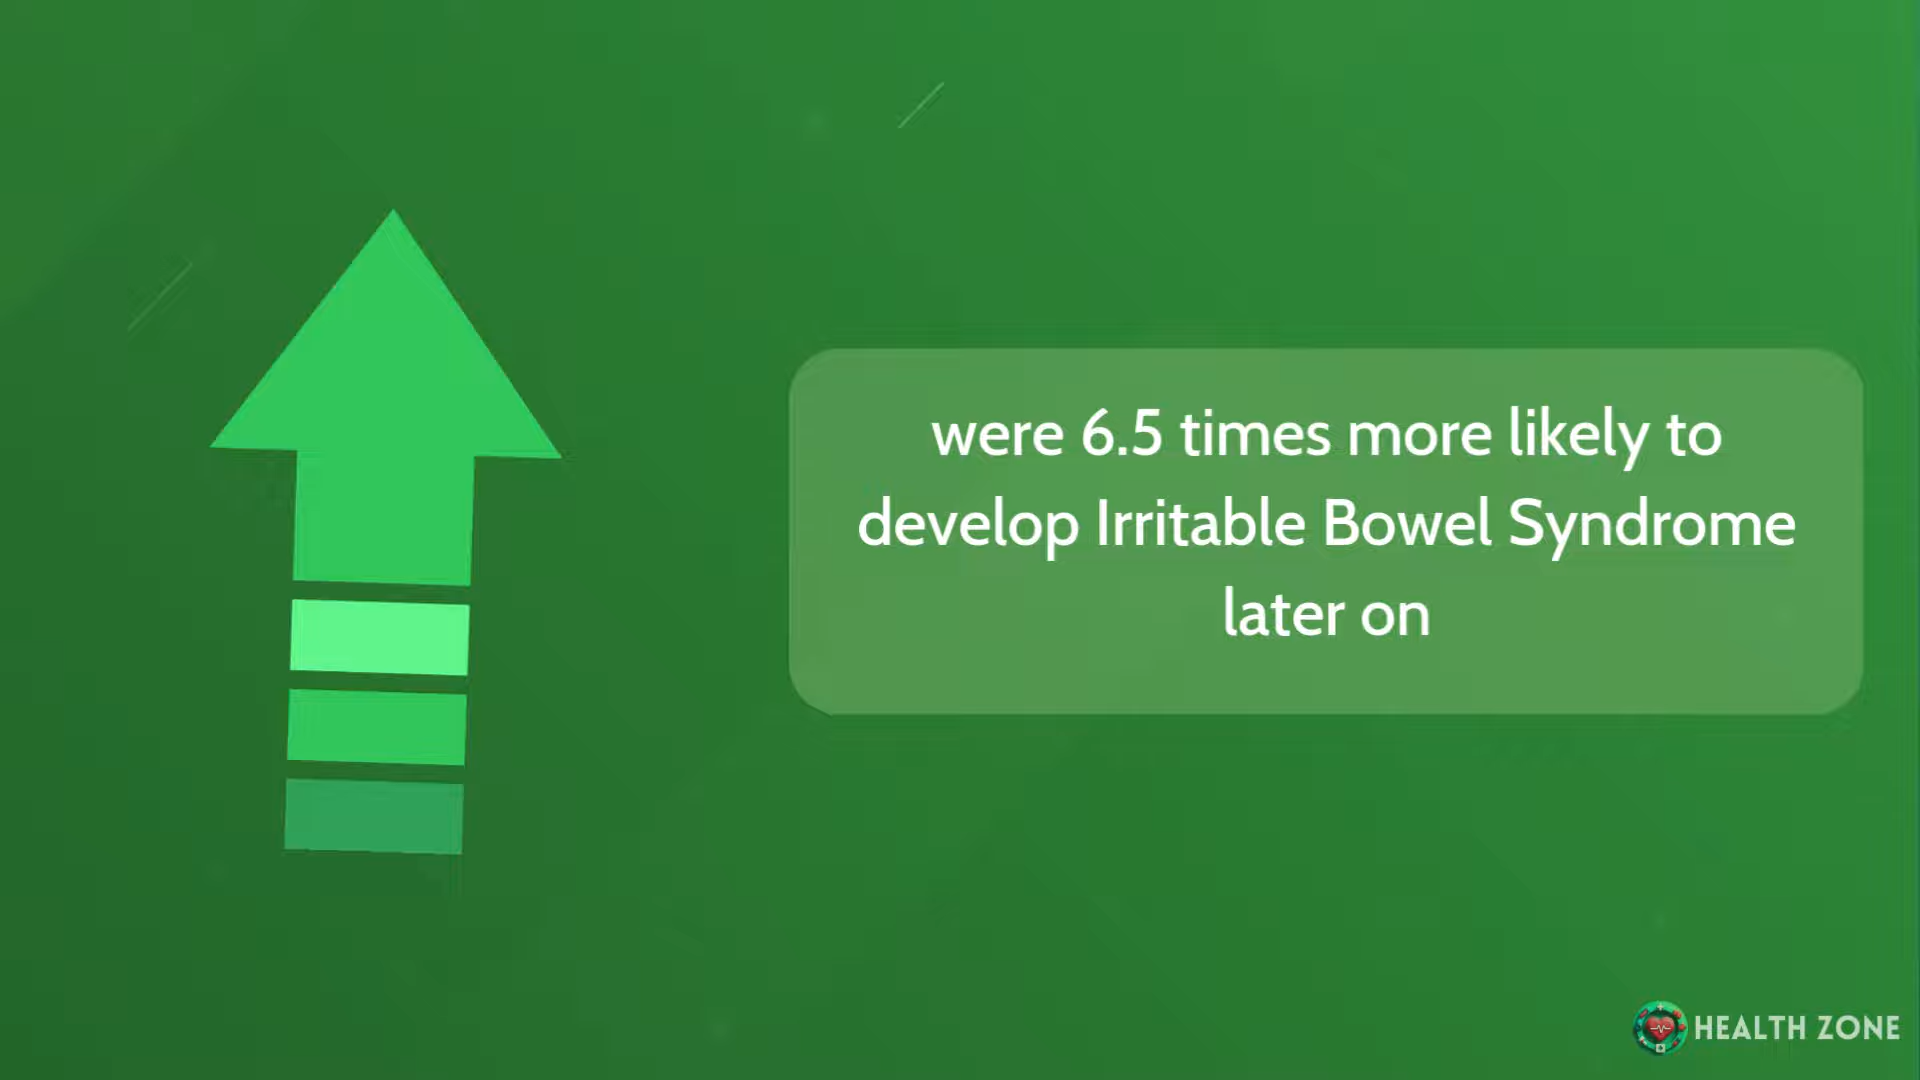 were 6.5 times more likely to
develop Irritable Bowel Syndrome
later on
HEALTH ZONE